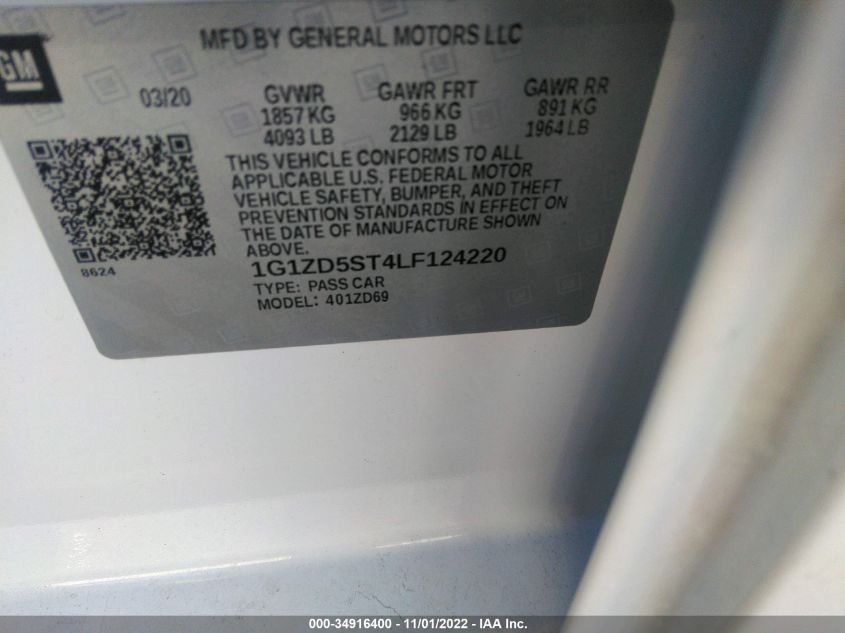 GM
MFD BY GENERAL MOTORS LLC
03/20 GVWR GAWR FRT GAWR RR
1857 KG 966 KG 891 KG
4093 LB 2129 LB 1964 LB
THIS VEHICLE CONFORMS TO ALL
APPLICABLE U.S. FEDERAL MOTOR
VEHICLE SAFETY, BUMPER, AND THEFT
PREVENTION STANDARDS IN EFFECT ON
THE DATE OF MANUFACTURE SHOWN
ABOVE.
8624
1G1ZD5ST4LF124220
TYPE: PASS CAR
MODEL: 401ZD69
000-34916400 - 11/01/2022 - IAA Inc.